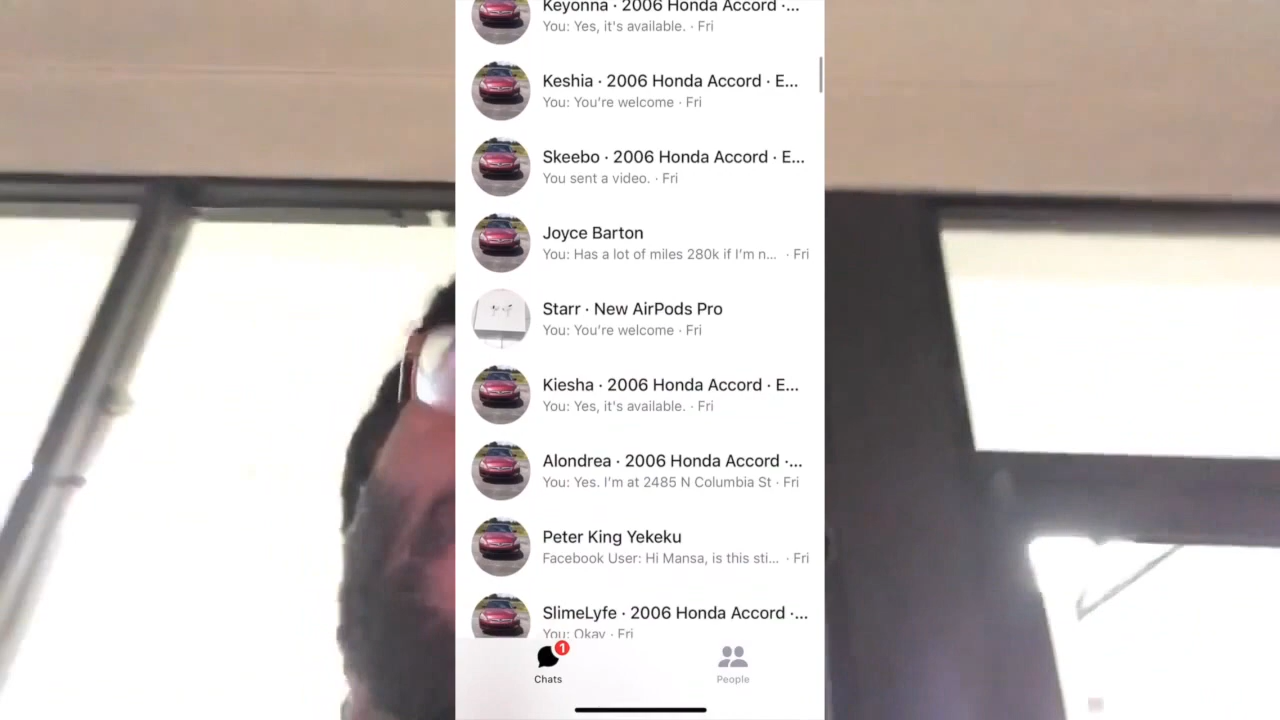 Keyonna · 2006 Honda Accord ·...
You: Yes, it's available. · Fri
Keshia · 2006 Honda Accord · E...
You: You're welcome · Fri
Skeebo · 2006 Honda Accord · E...
You sent a video. · Fri
Joyce Barton
You: Has a lot of miles 280k if I'm n... · Fri
Starr · New AirPods Pro
You: You're welcome · Fri
Kiesha · 2006 Honda Accord · E...
You: Yes, it's available. · Fri
Alondrea · 2006 Honda Accord ·...
You: Yes. I'm at 2485 N Columbia St · Fri
Peter King Yekeku
Facebook User: Hi Mansa, is this sti... · Fri
SlimeLyfe · 2006 Honda Accord ·...
You: Okay · Fri
1
Chats
People